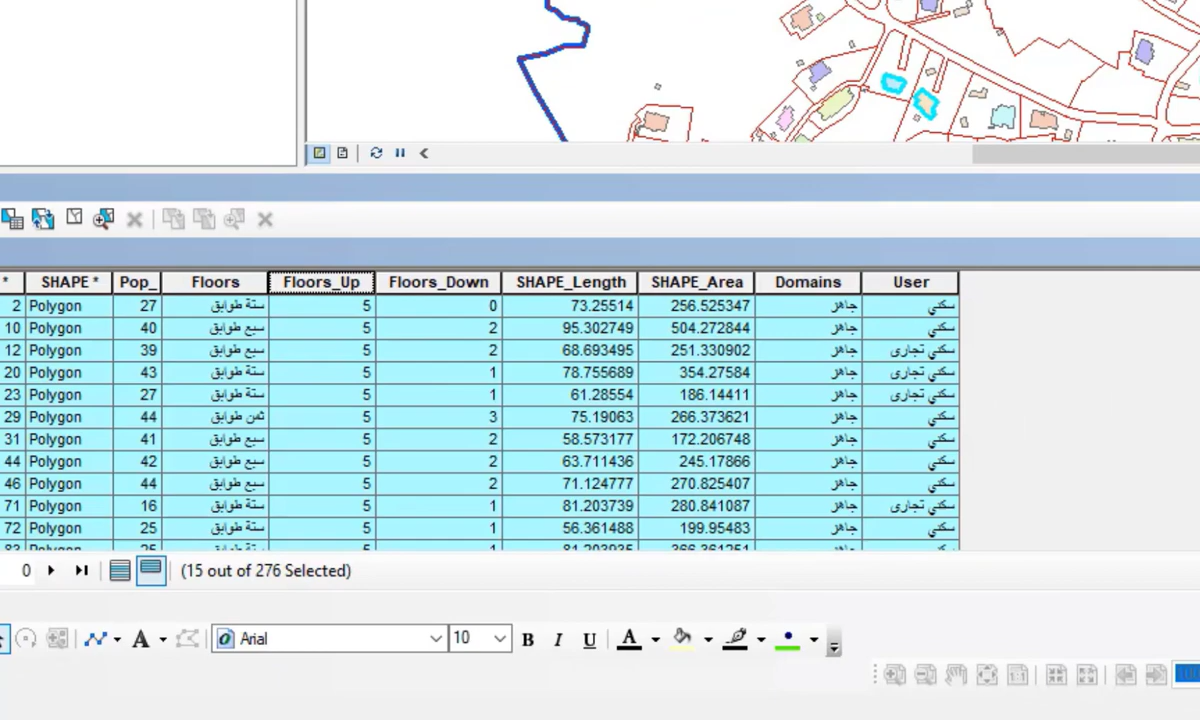 * SHAPE * Pop_ Floors Floors_Up Floors_Down SHAPE_Length SHAPE_Area Domains User
2 Polygon 27 ستة طوابق 5 0 73.25514 256.525347 جاهز سكني
10 Polygon 40 سبع طوابق 5 2 95.302749 504.272844 جاهز سكني
12 Polygon 39 سبع طوابق 5 2 68.693495 251.330902 جاهز سكني تجارى
20 Polygon 43 ستة طوابق 5 1 78.755689 354.27584 جاهز سكني تجارى
23 Polygon 27 ستة طوابق 5 1 61.28554 186.14411 جاهز سكني تجارى
29 Polygon 44 ثمن طوابق 5 3 75.19063 266.373621 جاهز سكني
31 Polygon 41 سبع طوابق 5 2 58.573177 172.206748 جاهز سكني
44 Polygon 42 سبع طوابق 5 2 63.711436 245.17866 جاهز سكني
46 Polygon 44 سبع طوابق 5 2 71.124777 270.825407 جاهز سكني
71 Polygon 16 ستة طوابق 5 1 81.203739 280.841087 جاهز سكني تجارى
72 Polygon 25 ستة طوابق 5 1 56.361488 199.95483 جاهز سكني
0 (15 out of 276 Selected)
A Arial 10 B I U A